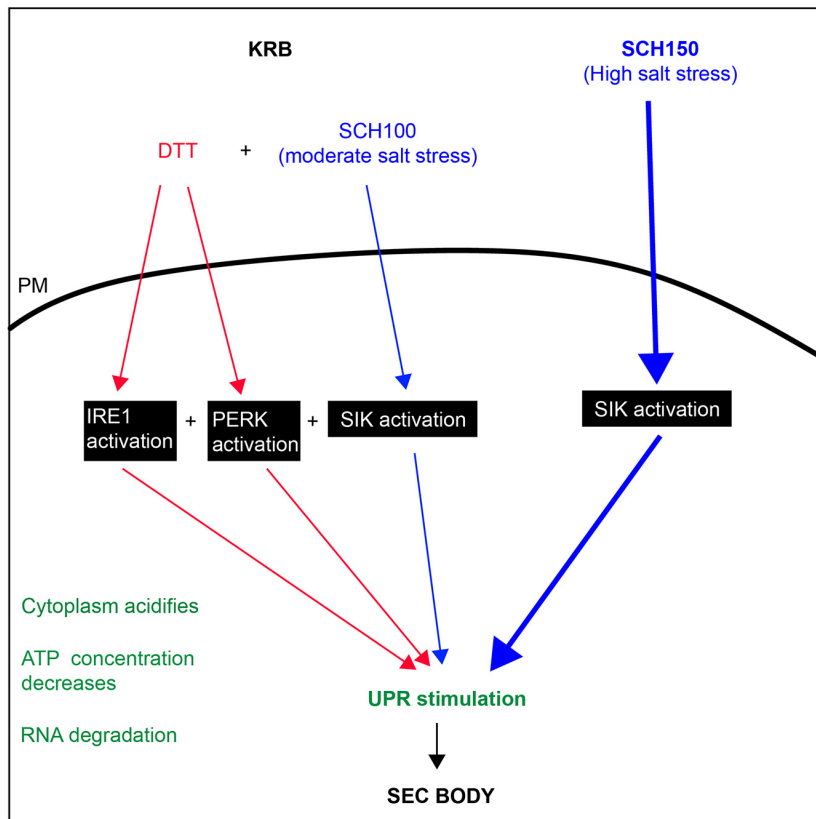 KRB
SCH150
(High salt stress)
DTT
+
SCH100
(moderate salt stress)
PM
IRE1
activation
+
PERK
activation
+
SIK activation
SIK activation
Cytoplasm acidifies
ATP concentration
decreases
RNA degradation
UPR stimulation
SEC BODY